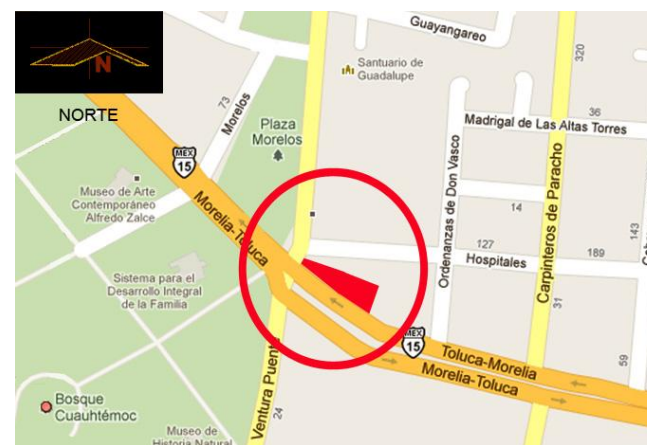 N
NORTE
Guayangareo
Santuario de
Guadalupe
320
73
Morelos
Plaza
Morelos
36
Madrigal de Las Altas Torres
MEX
15
Museo de Arte
Contemporáneo
Alfredo Zalce
Morelia-Toluca
Ordenanzas de Don Vasco
Carpinteros de Paracho
14
143
127
189
Hospitales
Sistema para el
Desarrollo Integral
de la Familia
31
MEX
15
Toluca-Morelia
Morelia-Toluca
59
Ventura Puente
24
Bosque
Cuauhtémoc
Museo de
Historia Natural